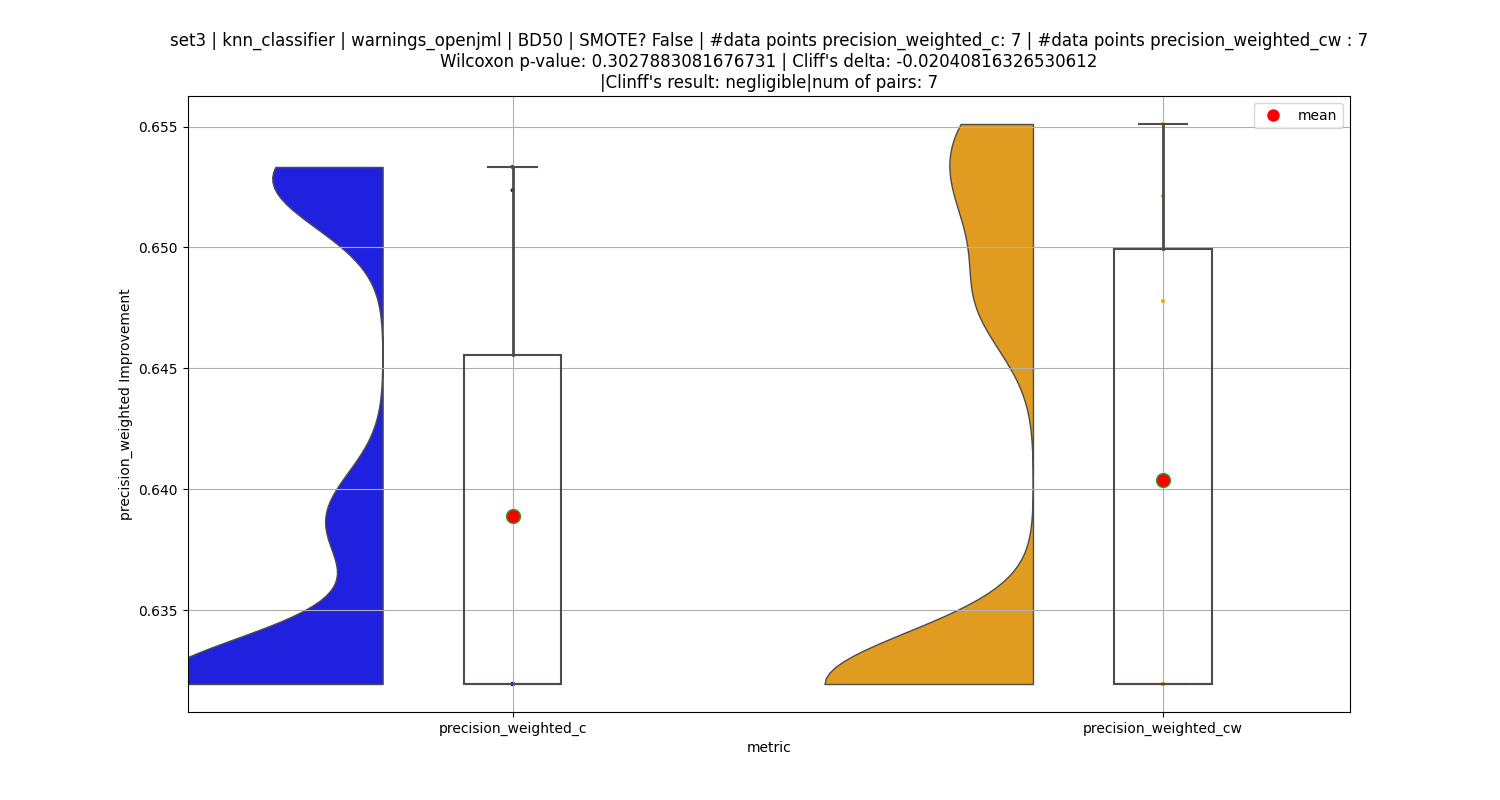 set3 | knn_classifier | warnings_openjml | BD50 | SMOTE? False | #data points precision_weighted_c: 7 | #data points precision_weighted_cw : 7
Wilcoxon p-value: 0.3027883081676731 | Cliff's delta: -0.02040816326530612
|Clinff's result: negligible|num of pairs: 7
mean
0.655
0.650
0.645
0.640
0.635
precision_weighted Improvement
precision_weighted_c
precision_weighted_cw
metric